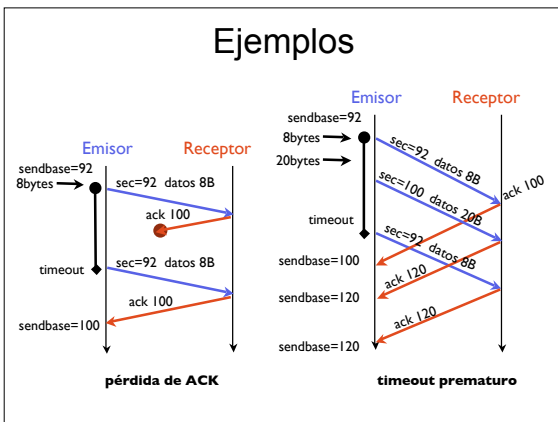 Ejemplos
Emisor
Receptor
sendbase=92
8bytes
sec=92 datos 8B
ack 100
timeout
sec=92 datos 8B
ack 100
sendbase=100
pérdida de ACK
Emisor
Receptor
sendbase=92
8bytes
20bytes
sec=92 datos 8B
ack 100
sec=100 datos 20B
timeout
sec=92 datos 8B
sendbase=100
ack 120
sendbase=120
ack 120
sendbase=120
timeout prematuro